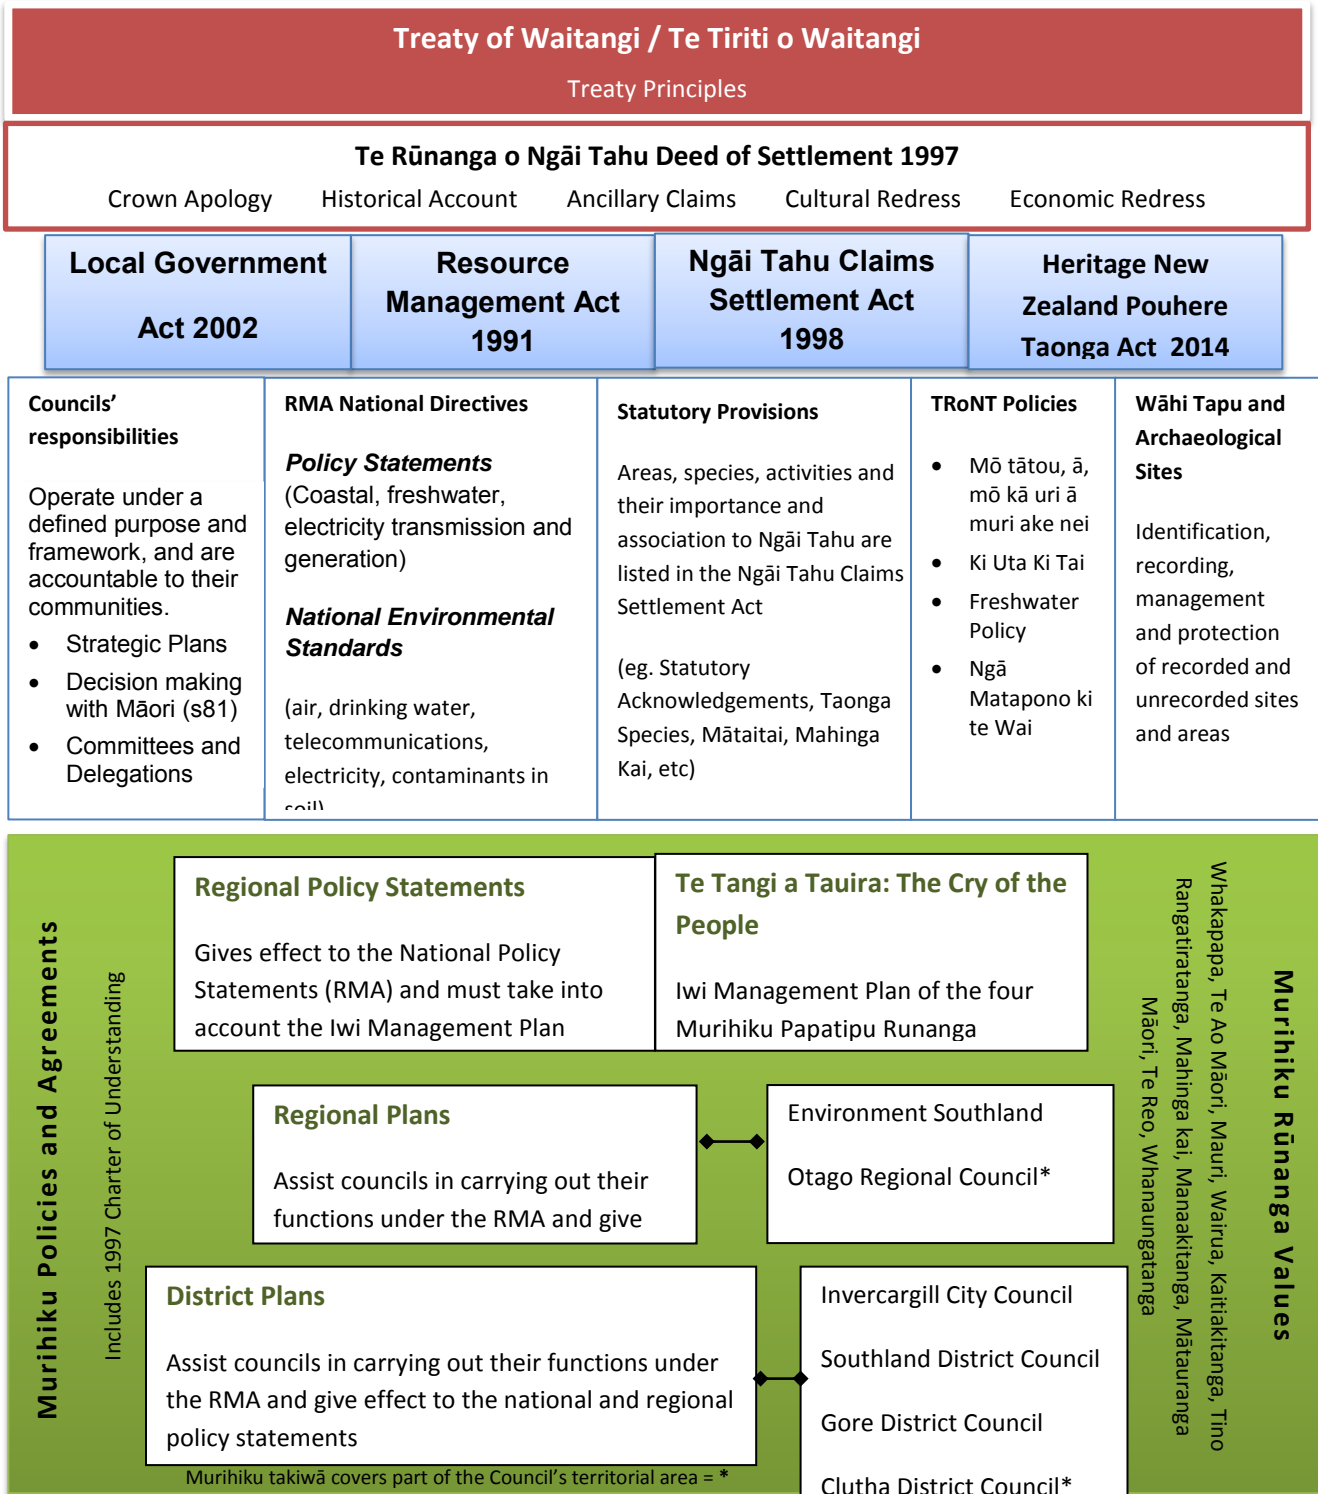 Treaty of Waitangi / Te Tiriti o Waitangi
Treaty Principles
Te Rūnanga o Ngāi Tahu Deed of Settlement 1997
Crown Apology Historical Account Ancillary Claims Cultural Redress Economic Redress
Local Government
Act 2002
Resource
Management Act
1991
Ngāi Tahu Claims
Settlement Act
1998
Heritage New
Zealand Pouhere
Taonga Act 2014
Councils’
responsibilities
Operate under a
defined purpose and
framework, and are
accountable to their
communities.
• Strategic Plans
• Decision making
with Māori (s81)
• Committees and
Delegations
RMA National Directives
Policy Statements
(Coastal, freshwater,
electricity transmission and
generation)
National Environmental
Standards
(air, drinking water,
telecommunications,
electricity, contaminants in
soil)
Statutory Provisions
Areas, species, activities and
their importance and
association to Ngāi Tahu are
listed in the Ngāi Tahu Claims
Settlement Act
(eg. Statutory
Acknowledgements, Taonga
Species, Mātaitai, Mahinga
Kai, etc)
TRoNT Policies
• Mō tātou, ā,
mō kā uri ā
muri ake nei
• Ki Uta Ki Tai
• Freshwater
Policy
• Ngā
Matapono ki
te Wai
Wāhi Tapu and
Archaeological
Sites
Identification,
recording,
management
and protection
of recorded and
unrecorded sites
and areas
Murihiku Policies and Agreements
Includes 1997 Charter of Understanding
Regional Policy Statements
Gives effect to the National Policy
Statements (RMA) and must take into
account the Iwi Management Plan
Te Tangi a Tauira: The Cry of the
People
Iwi Management Plan of the four
Murihiku Papatipu Runanga
Regional Plans
Assist councils in carrying out their
functions under the RMA and give
Environment Southland
Otago Regional Council*
District Plans
Assist councils in carrying out their functions under
the RMA and give effect to the national and regional
policy statements
Invercargill City Council
Southland District Council
Gore District Council
Clutha District Council*
Murihiku takiwā covers part of the Council’s territorial area = *
Murihiku Rūnanga Values
Whakapapa, Te Ao Māori, Mauri, Wairua, Kaitiakitanga, Tino
Rangatiratanga, Mahinga kai, Manaakitanga, Mātauranga
Māori, Te Reo, Whanaungatanga